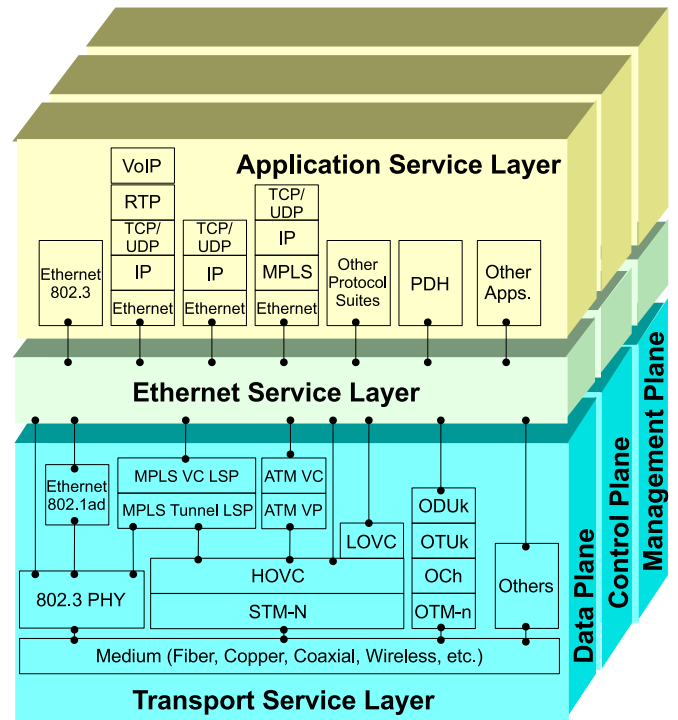 Application Service Layer
VoIP
RTP
TCP/
UDP
IP
Ethernet
TCP/
UDP
IP
Ethernet
TCP/
UDP
IP
MPLS
Ethernet
Ethernet
802.3
Other
Protocol
Suites
PDH
Other
Apps.
Ethernet Service Layer
Ethernet
802.1ad
MPLS VC LSP
MPLS Tunnel LSP
ATM VC
ATM VP
LOVC
HOVC
STM-N
ODUk
OTUk
OCh
OTM-n
802.3 PHY
Others
Medium (Fiber, Copper, Coaxial, Wireless, etc.)
Transport Service Layer
Data Plane
Control Plane
Management Plane